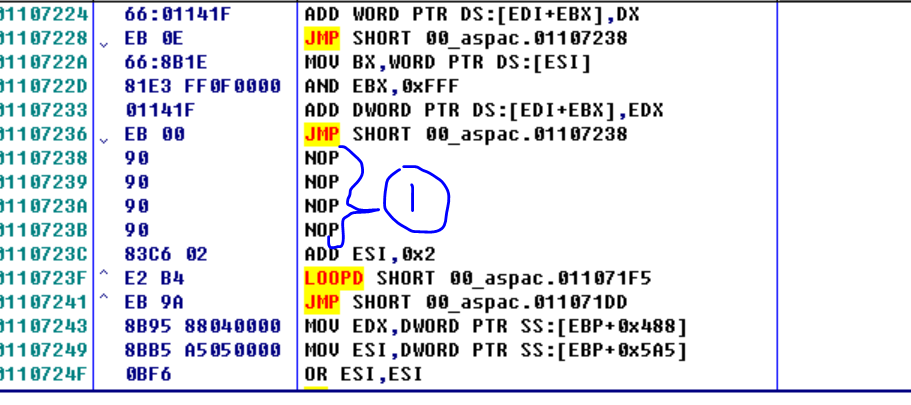 01107224 66:01141F ADD WORD PTR DS:[EDI+EBX],DX
01107228 EB 0E JMP SHORT 00_aspac.01107238
0110722A 66:8B1E MOV BX,WORD PTR DS:[ESI]
0110722D 81E3 FF0F0000 AND EBX,0xFFF
01107233 01141F ADD DWORD PTR DS:[EDI+EBX],EDX
01107236 EB 00 JMP SHORT 00_aspac.01107238
01107238 90 NOP
01107239 90 NOP
0110723A 90 NOP
1
0110723B 90 NOP
0110723C 83C6 02 ADD ESI,0x2
0110723F ^ E2 B4 LOOPD SHORT 00_aspac.011071F5
01107241 ^ EB 9A JMP SHORT 00_aspac.011071DD
01107243 8B95 88040000 MOV EDX,DWORD PTR SS:[EBP+0x488]
01107249 8BB5 A5050000 MOV ESI,DWORD PTR SS:[EBP+0x5A5]
0110724F 0BF6 OR ESI,ESI